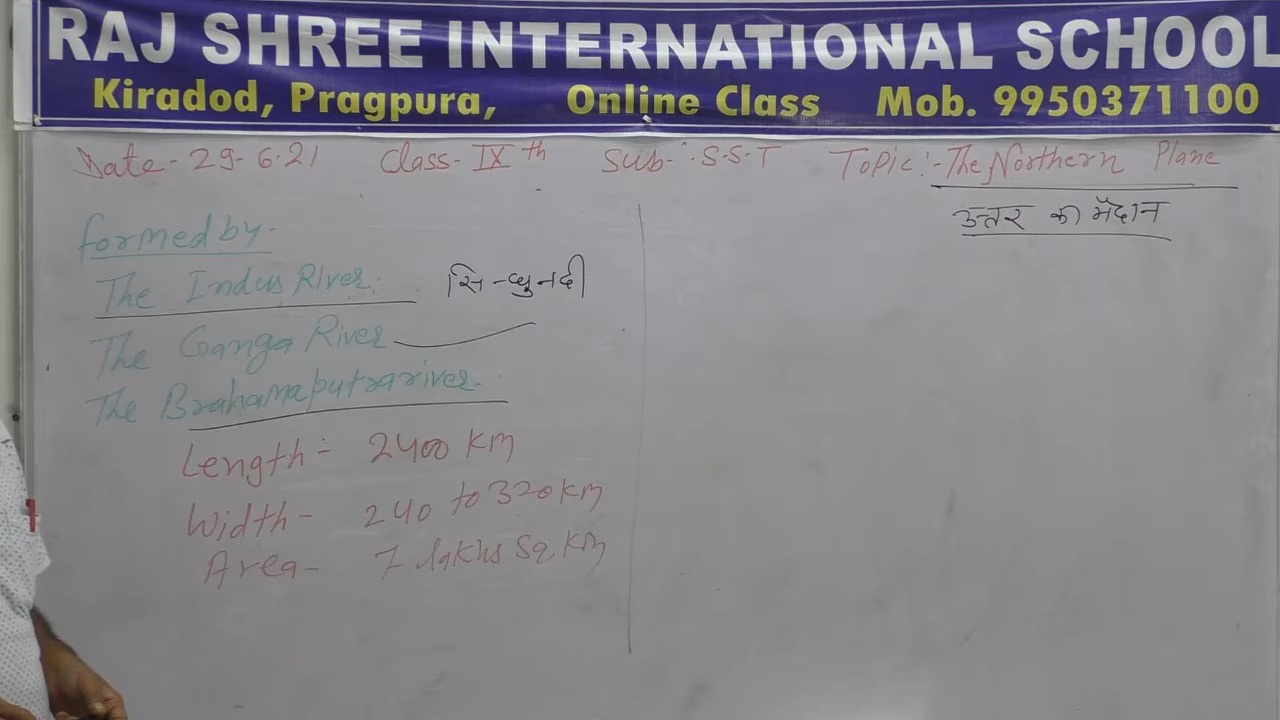 RAJ SHREE INTERNATIONAL SCHOOL
Kiradod, Pragpura, Online Class Mob. 9950371100
Date - 29-6-21 Class- IX th Sub- S.S.T Topic:- The Northern Plane
उत्तर का मैदान
formed by.
The Indus River. सिन्धु नदी
The Ganga River
The Brahamaputra river.
Length:- 2400 Km
Width- 240 to 320 Km
Area- 7 lakhs Sq Km